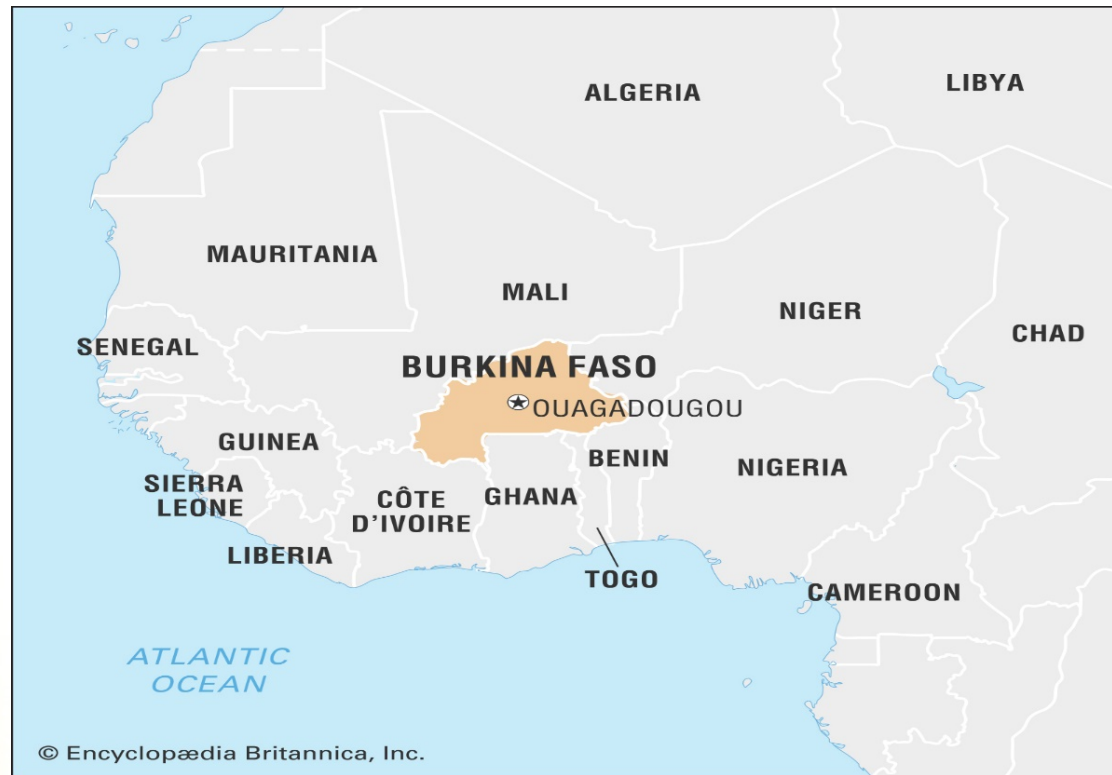 ALGERIA
LIBYA
MAURITANIA
MALI
NIGER
CHAD
SENEGAL
BURKINA FASO
OUAGADOUGOU
GUINEA
BENIN
NIGERIA
SIERRA
LEONE
CÔTE
D'IVOIRE
GHANA
LIBERIA
TOGO
CAMEROON
ATLANTIC
OCEAN
© Encyclopædia Britannica, Inc.